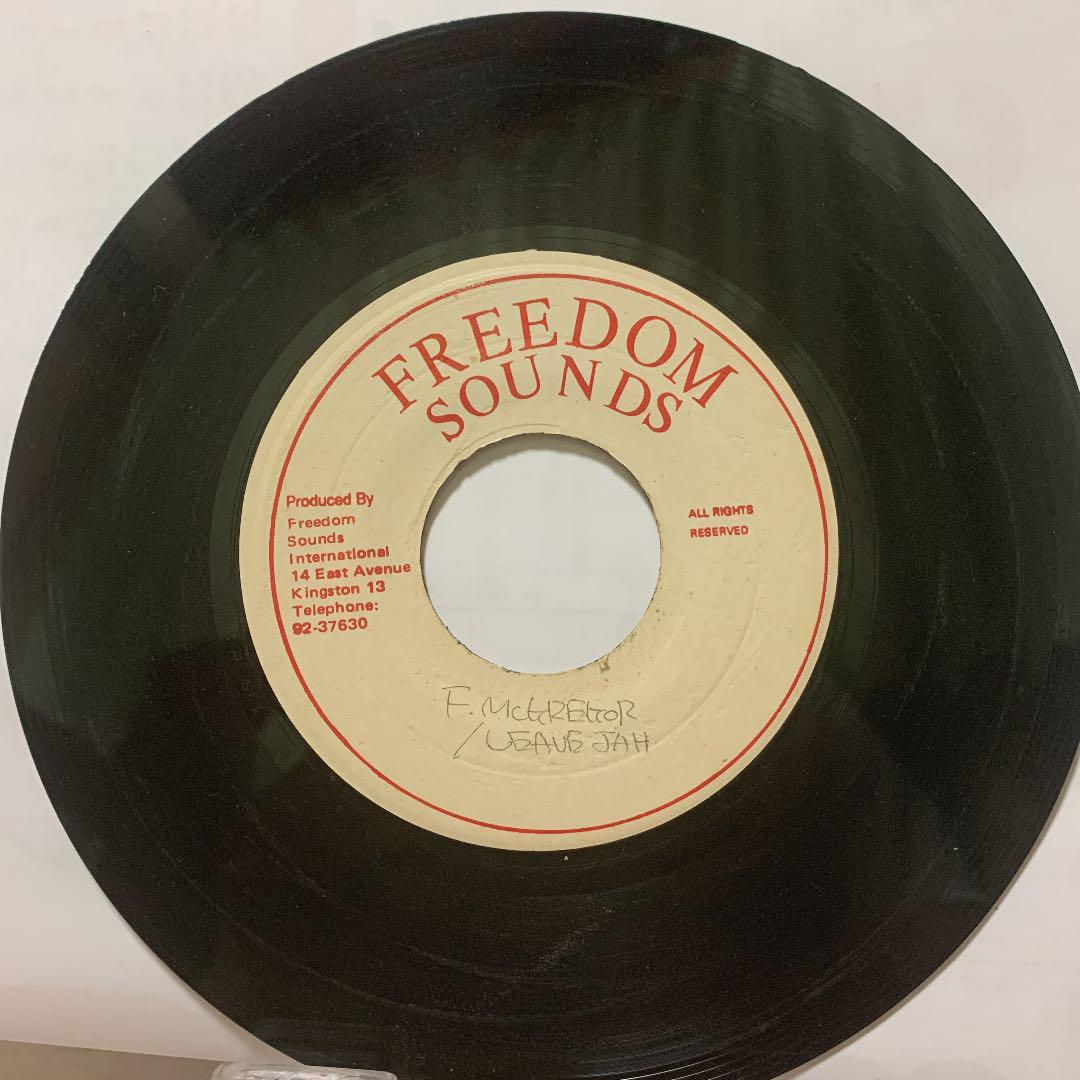 FREEDOM
SOUNDS
Produced By
Freedom
Sounds
International
14 East Avenue
Kingston 13
Telephone:
92-37630
ALL RIGHTS
RESERVED
F. McGREGOR
/LEAVE JAH